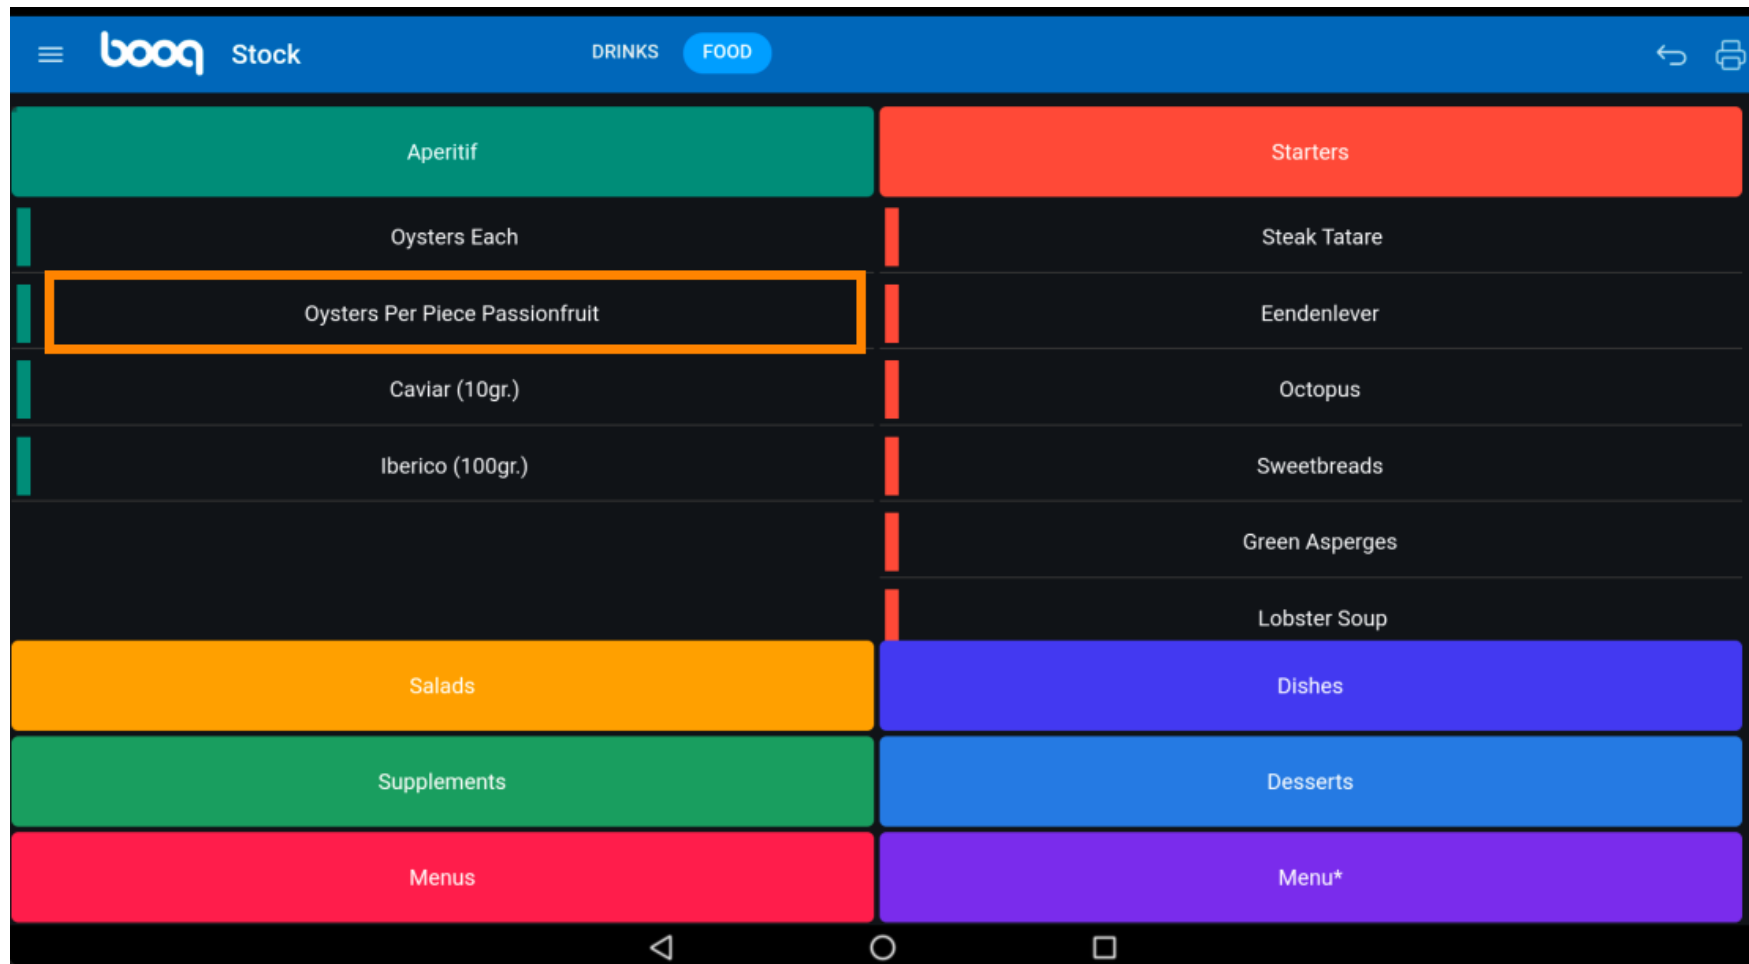 booq Stock DRINKS FOOD
Aperitif
Oysters Each
Oysters Per Piece Passionfruit
Caviar (10gr.)
Iberico (100gr.)
Starters
Steak Tatare
Eendenlever
Octopus
Sweetbreads
Green Asperges
Lobster Soup
Salads
Dishes
Supplements
Desserts
Menus
Menu*